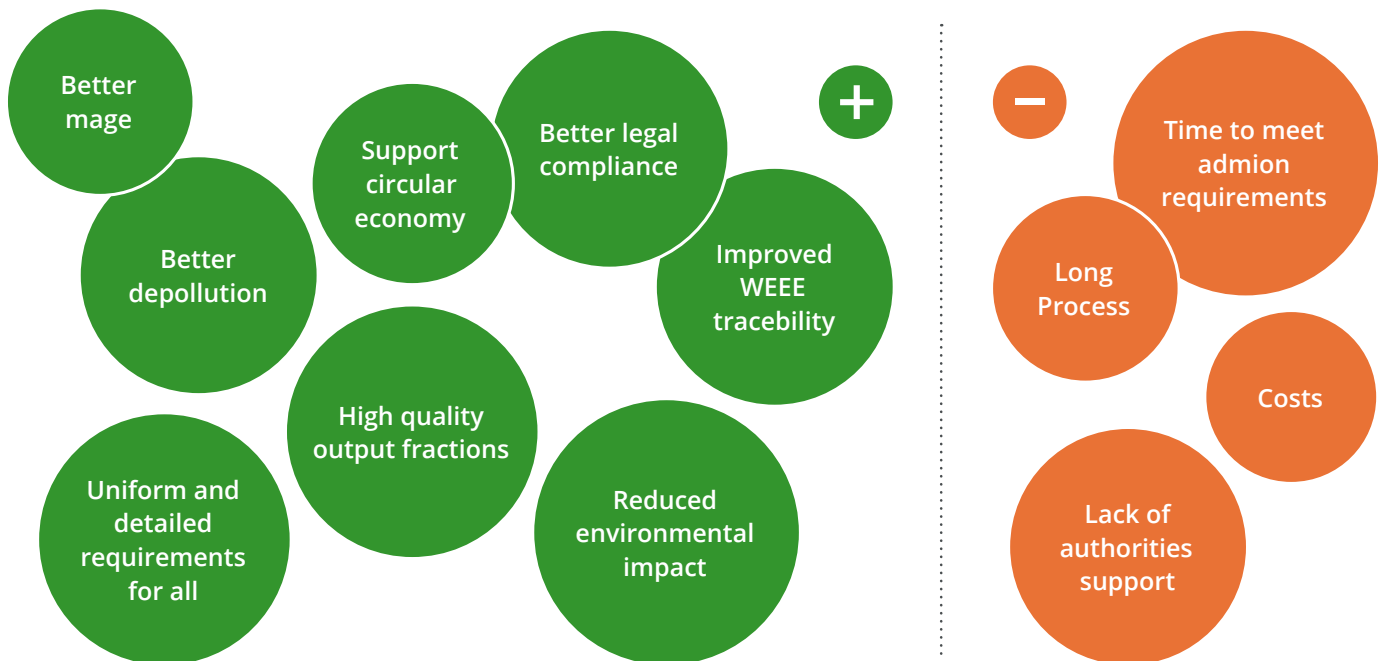 Better
mage
Support
circular
economy
Better legal
compliance
+
Better
depollution
Improved
WEEE
tracebility
High quality
output fractions
Uniform and
detailed
requirements
for all
Reduced
environmental
impact
−
Time to meet
admion
requirements
Long
Process
Costs
Lack of
authorities
support